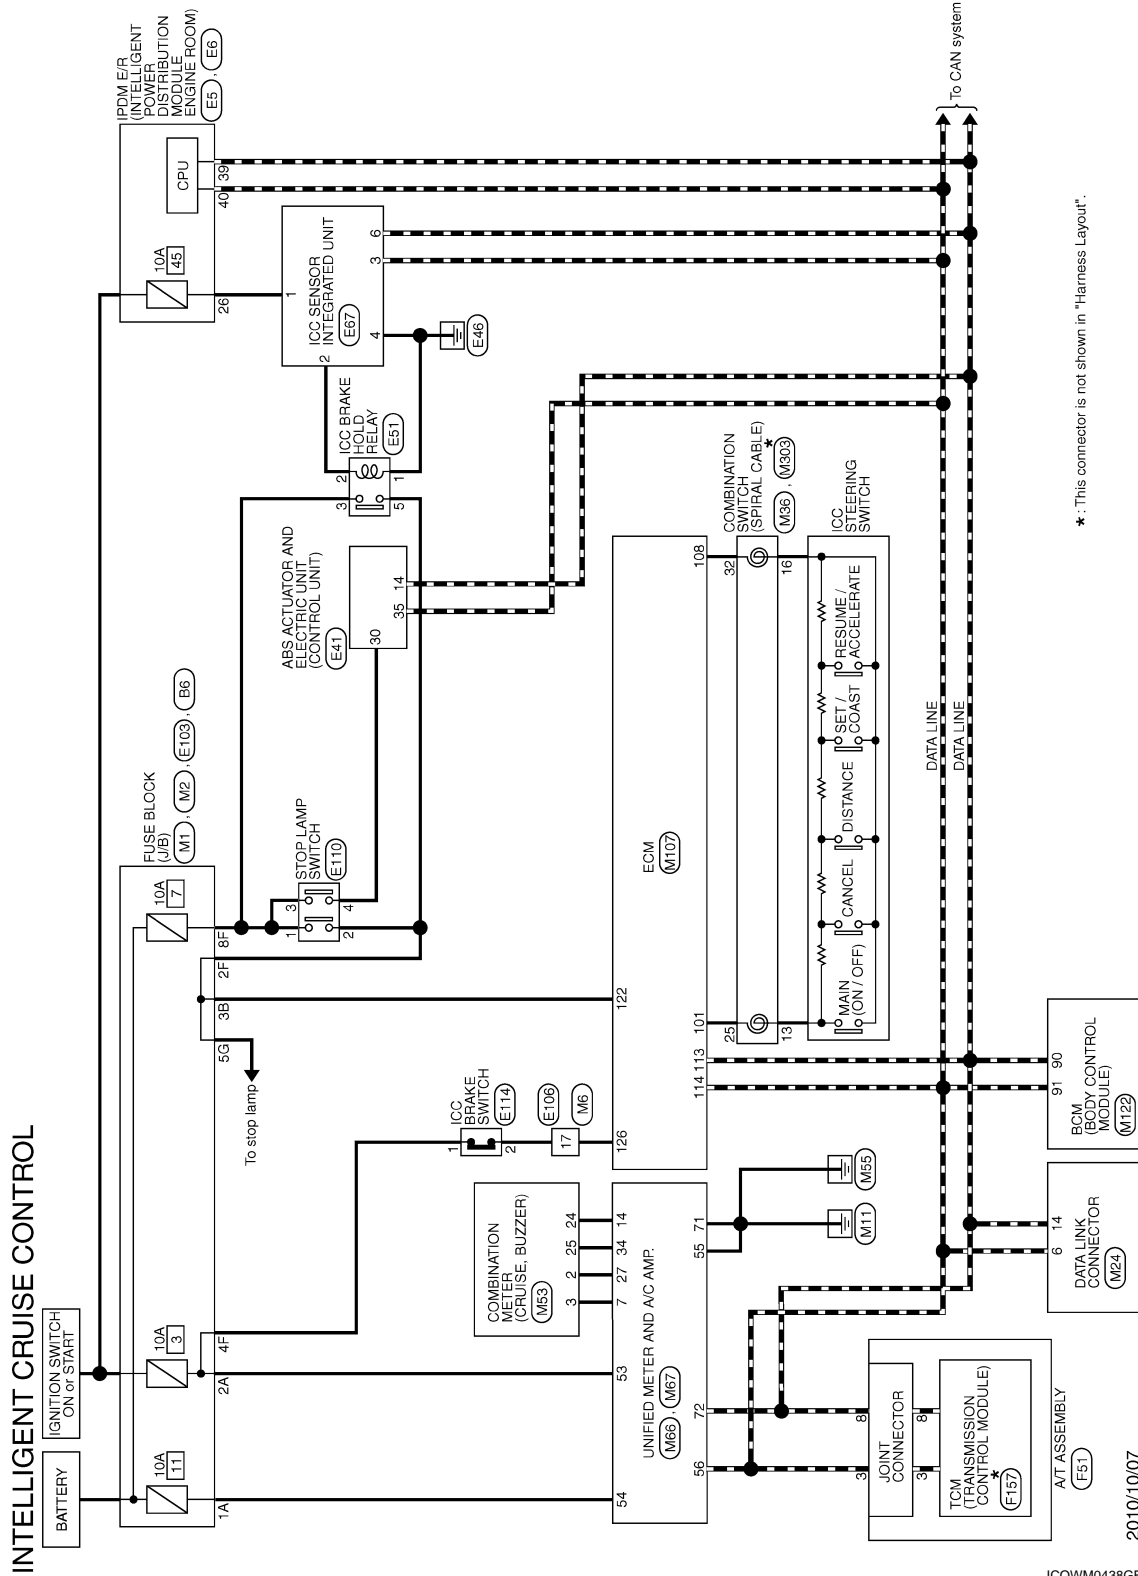 INTELLIGENT CRUISE CONTROL
BATTERY
IGNITION SWITCH
ON or START
FUSE BLOCK
(J/B)
M1 , M2 , E103 , B6
IPDM E/R
(INTELLIGENT
POWER
DISTRIBUTION
MODULE
ENGINE ROOM)
E5 , E6
10A
11
10A
3
10A
7
10A
45
CPU
1A
2A
4F
5G
3B
2F
8F
26
40
39
To stop lamp
STOP LAMP
SWITCH
E110
1
3
2
4
ABS ACTUATOR AND
ELECTRIC UNIT
(CONTROL UNIT)
E41
30
35
14
ICC BRAKE
HOLD
RELAY
E51
3
2
5
1
ICC SENSOR
INTEGRATED UNIT
E67
2
1
4
3
6
E46
ICC
BRAKE
SWITCH
E114
1
2
E106
17
M6
COMBINATION
METER
(CRUISE, BUZZER)
M53
3
2
25
24
7
27
34
14
UNIFIED METER AND A/C AMP.
M66 , M67
54
53
56
72
55
71
M11
M55
ECM
M107
126
122
114
113
101
108
25
32
COMBINATION
SWITCH
(SPIRAL CABLE)
M36 , M303
*
13
16
ICC
STEERING
SWITCH
MAIN
(ON / OFF)
CANCEL
DISTANCE
SET /
COAST
RESUME /
ACCELERATE
DATA LINE
DATA LINE
To CAN system
3
8
JOINT
CONNECTOR
3
8
TCM
(TRANSMISSION
CONTROL MODULE)
*
F157
A/T ASSEMBLY
F51
6
14
DATA LINK
CONNECTOR
M24
91
90
BCM
(BODY CONTROL
MODULE)
M122
* : This connector is not shown in "Harness Layout".
2010/10/07